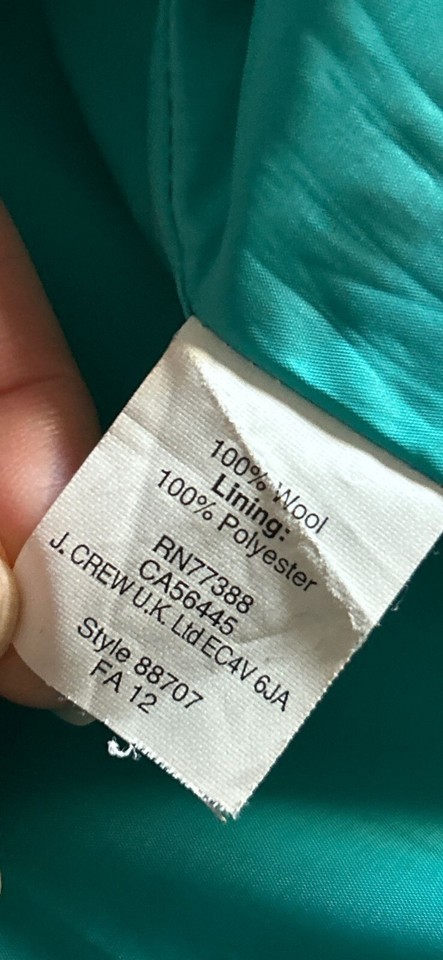 100% Wool
Lining:
100% Polyester
RN77388
CA56445
J. CREW U.K. Ltd EC4V 6JA
Style 88707
FA 12